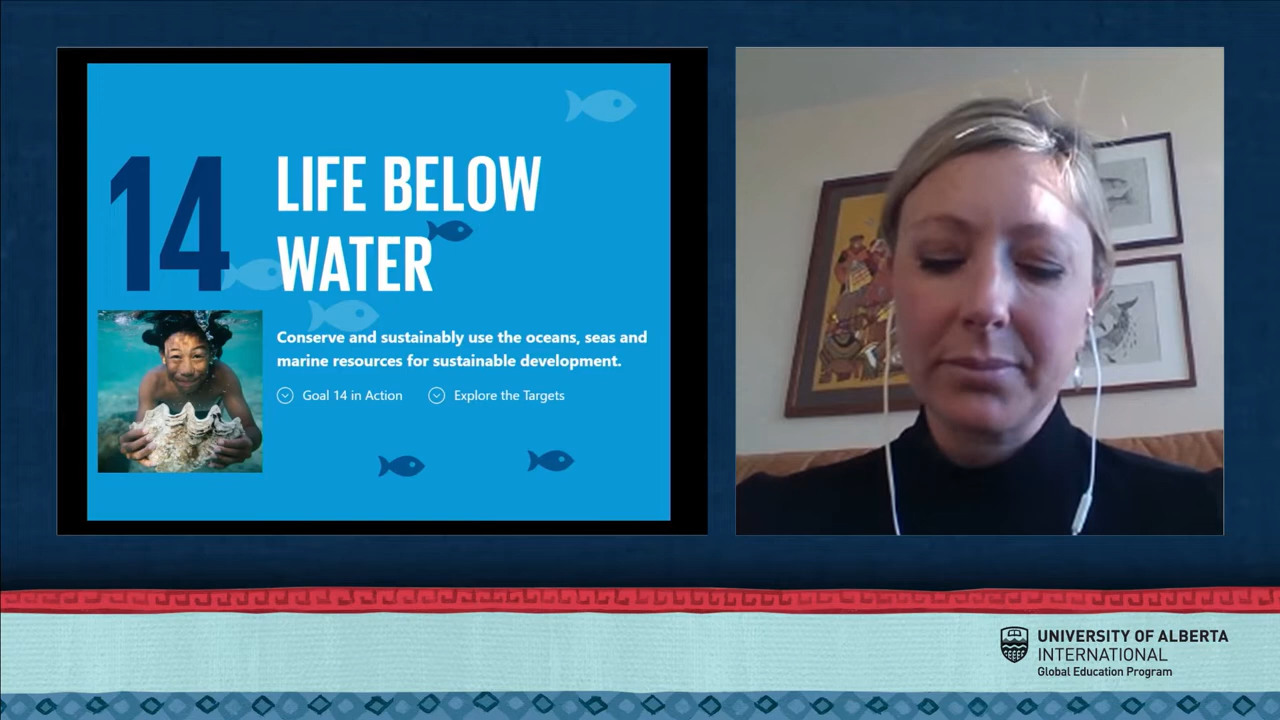 14
LIFE BELOW
WATER
Conserve and sustainably use the oceans, seas and
marine resources for sustainable development.
Goal 14 in Action
Explore the Targets
UNIVERSITY OF ALBERTA
INTERNATIONAL
Global Education Program